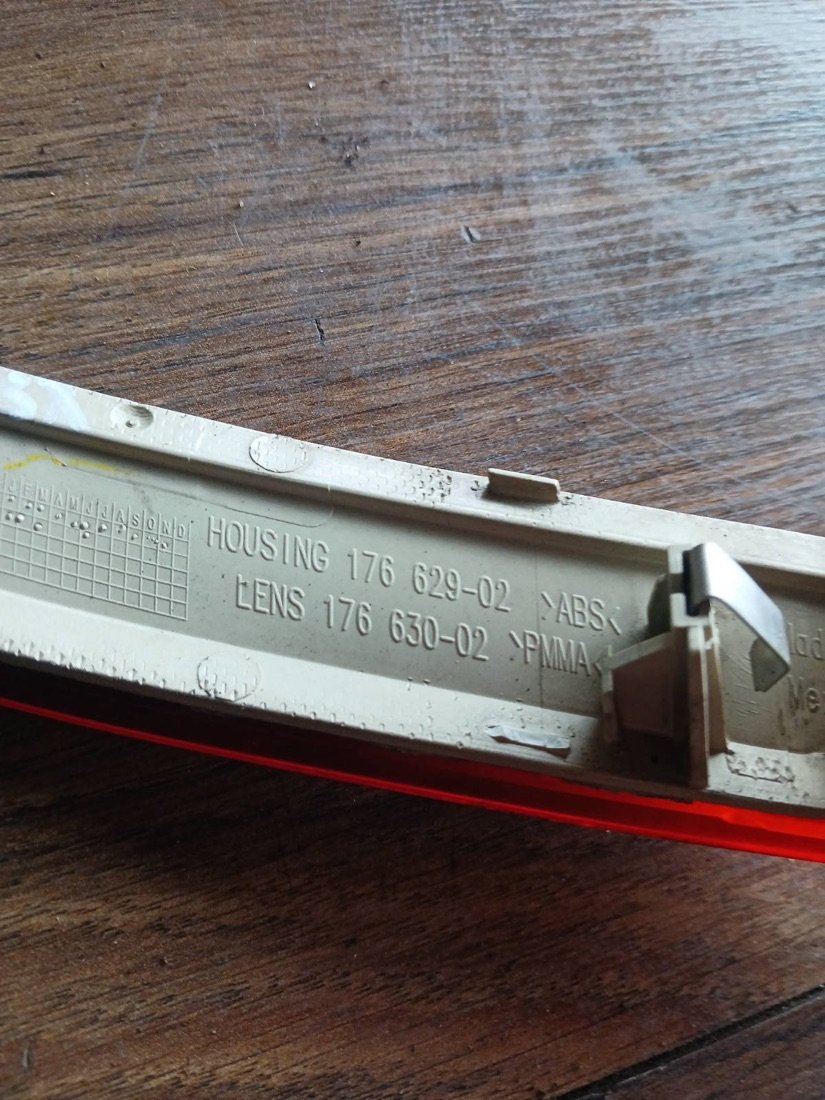 J F M A M J J A S O N D
HOUSING 176 629-02 >ABS<
LENS 176 630-02 >PMMA<